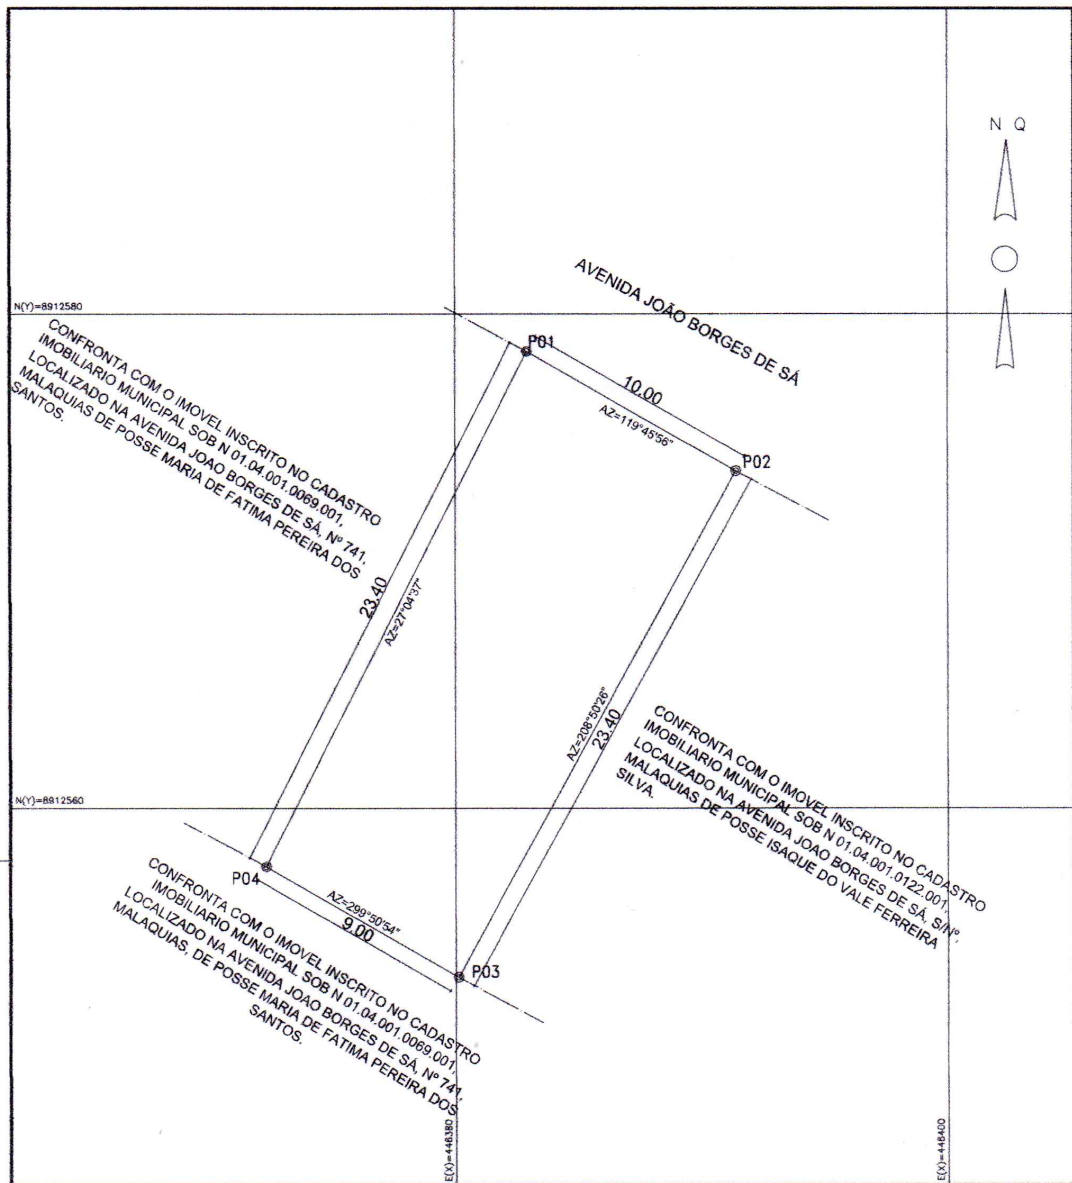 N Q
AVENIDA JOÃO BORGES DE SÁ
N(Y)=8912580
P01
CONFRONTA COM O IMOVEL INSCRITO NO CADASTRO
IMOBILIARIO MUNICIPAL SOB N 01.04.001.0069.001,
LOCALIZADO NA AVENIDA JOAO BORGES DE SÁ, Nº 741,
MALAQUIAS DE POSSE MARIA DE FATIMA PEREIRA DOS
SANTOS.
10.00
AZ=119°45'56"
P02
23.40
AZ=27°04'37"
AZ=208°50'26"
23.40
CONFRONTA COM O IMOVEL INSCRITO NO CADASTRO
IMOBILIARIO MUNICIPAL SOB N 01.04.001.0122.001,
LOCALIZADO NA AVENIDA JOAO BORGES DE SÁ, S/Nº,
MALAQUIAS DE POSSE ISAQUE DO VALE FERREIRA
SILVA.
N(Y)=8912560
P04
AZ=299°50'54"
9.00
P03
CONFRONTA COM O IMOVEL INSCRITO NO CADASTRO
IMOBILIARIO MUNICIPAL SOB N 01.04.001.0069.001,
LOCALIZADO NA AVENIDA JOAO BORGES DE SÁ, Nº 741,
MALAQUIAS, DE POSSE MARIA DE FATIMA PEREIRA DOS
SANTOS.
E(X)=446380
E(X)=446400